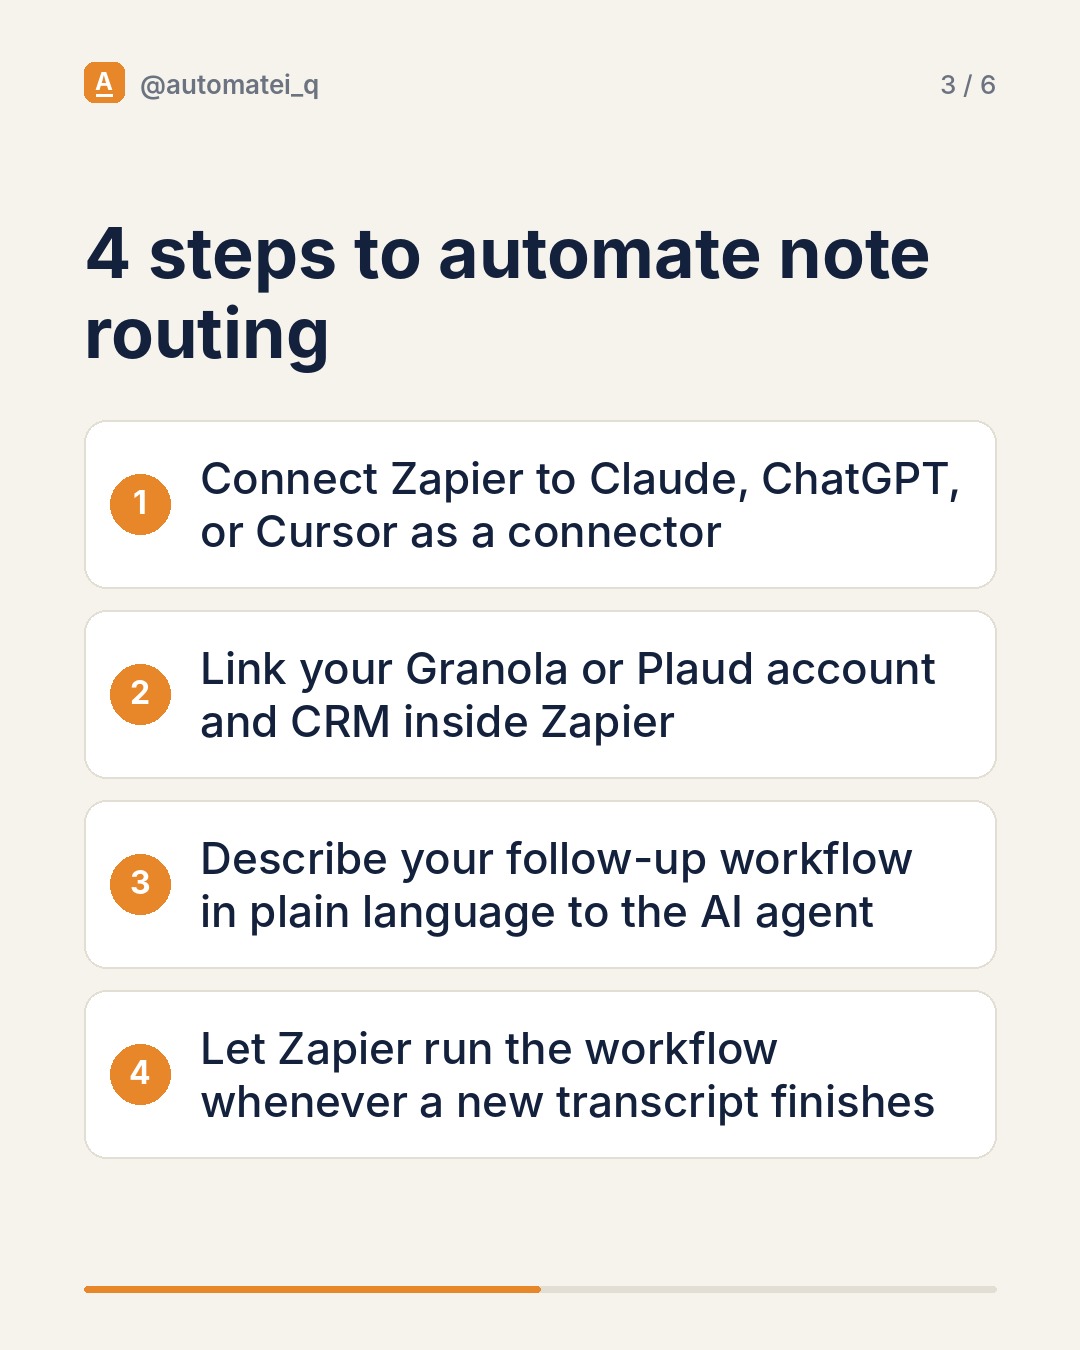 A
@automatei_q
3 / 6
4 steps to automate note
routing
1
Connect Zapier to Claude, ChatGPT,
or Cursor as a connector
2
Link your Granola or Plaud account
and CRM inside Zapier
3
Describe your follow-up workflow
in plain language to the AI agent
4
Let Zapier run the workflow
whenever a new transcript finishes